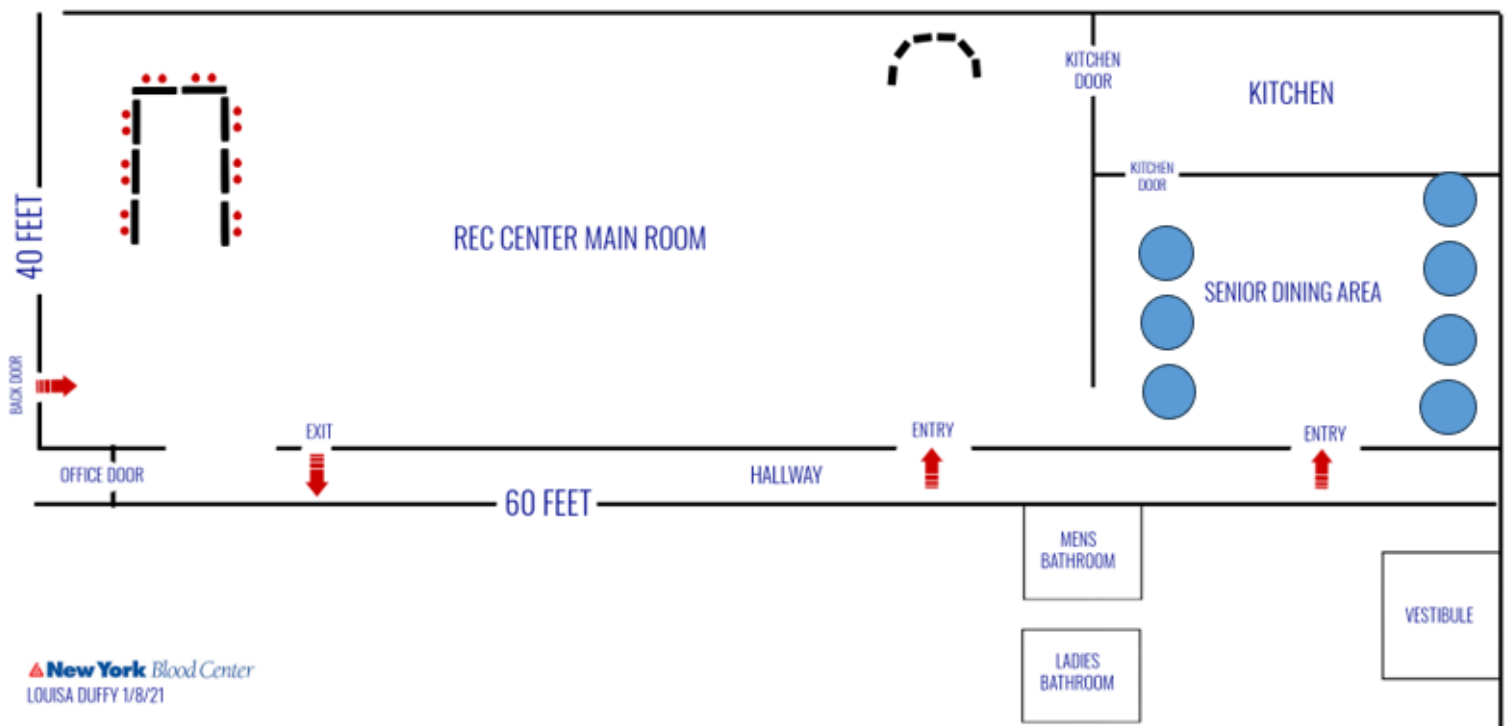 KITCHEN
DOOR
KITCHEN
KITCHEN
DOOR
40 FEET
REC CENTER MAIN ROOM
SENIOR DINING AREA
BACK DOOR
EXIT
ENTRY
ENTRY
OFFICE DOOR
HALLWAY
60 FEET
MENS
BATHROOM
VESTIBULE
LADIES
BATHROOM
New York Blood Center
LOUISA DUFFY 1/8/21